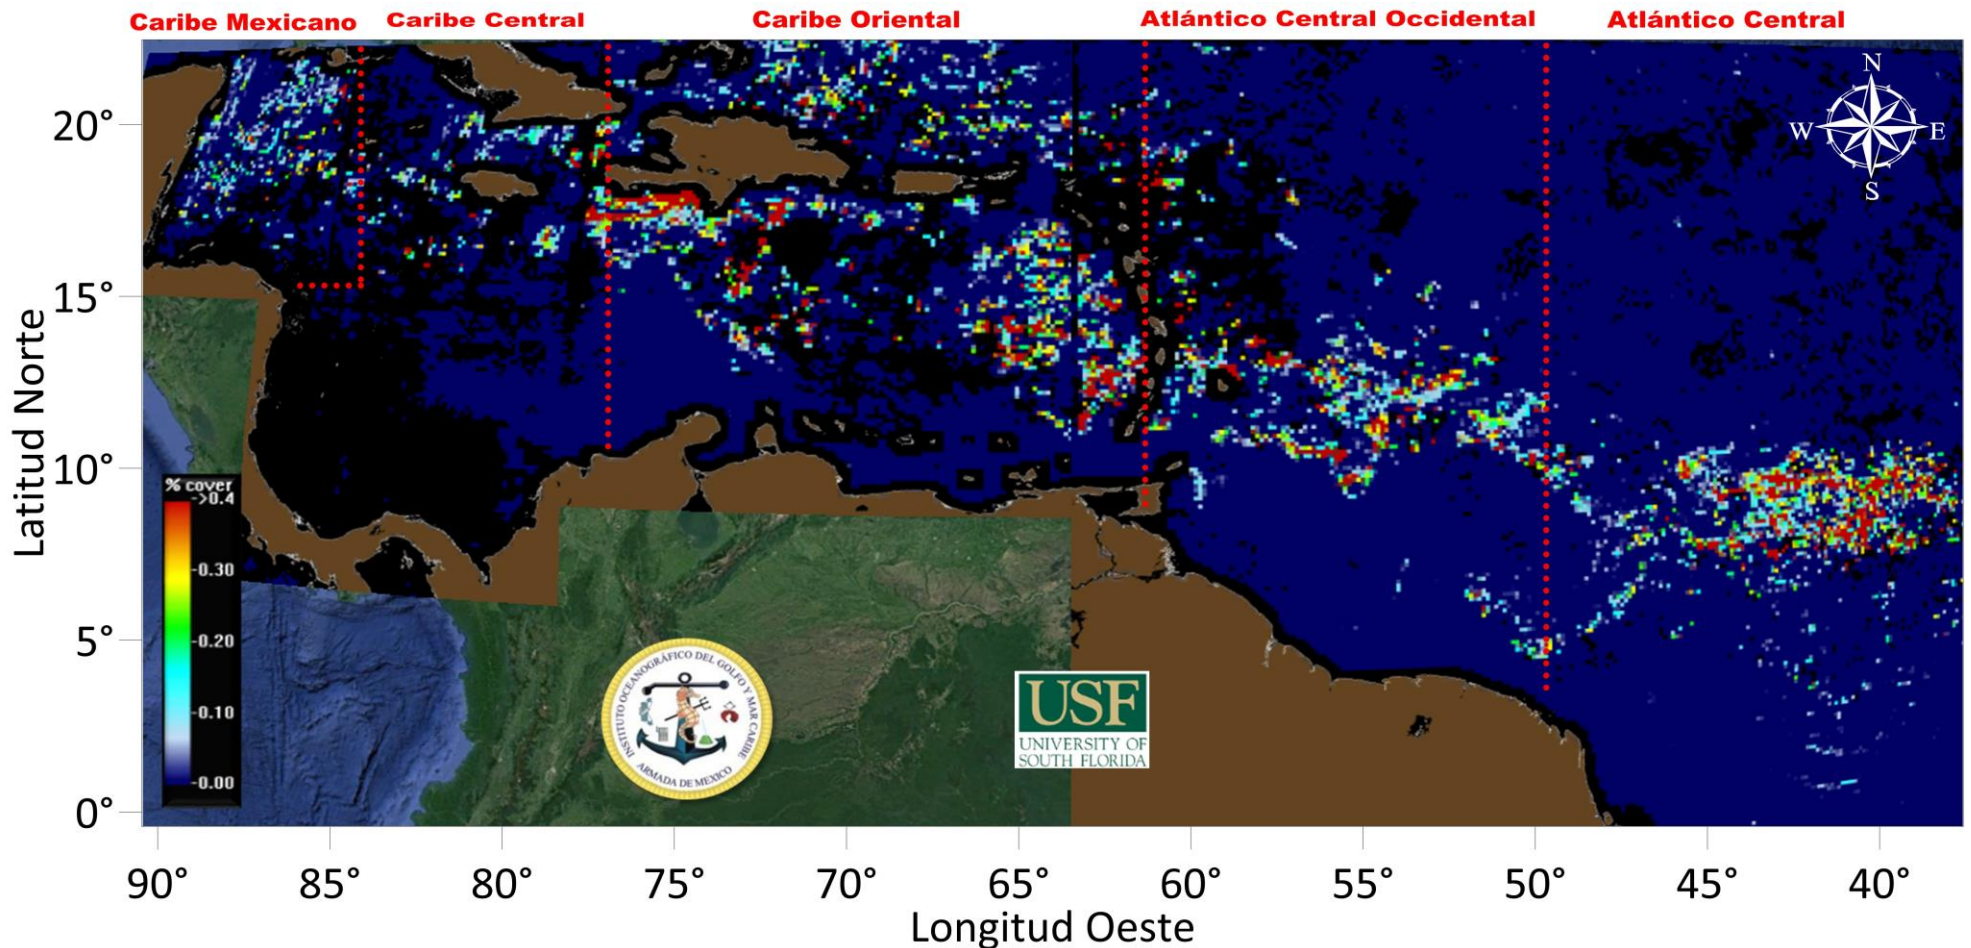 Caribe Mexicano
Caribe Central
Caribe Oriental
Atlántico Central Occidental
Atlántico Central
N
W
E
S
20°
15°
10°
5°
0°
Latitud Norte
% cover
->0.4
-0.30
-0.20
-0.10
-0.00
INSTITUTO OCEANOGRÁFICO DEL GOLFO Y MAR CARIBE
ARMADA DE MEXICO
USF
UNIVERSITY OF
SOUTH FLORIDA
90°
85°
80°
75°
70°
65°
60°
55°
50°
45°
40°
Longitud Oeste